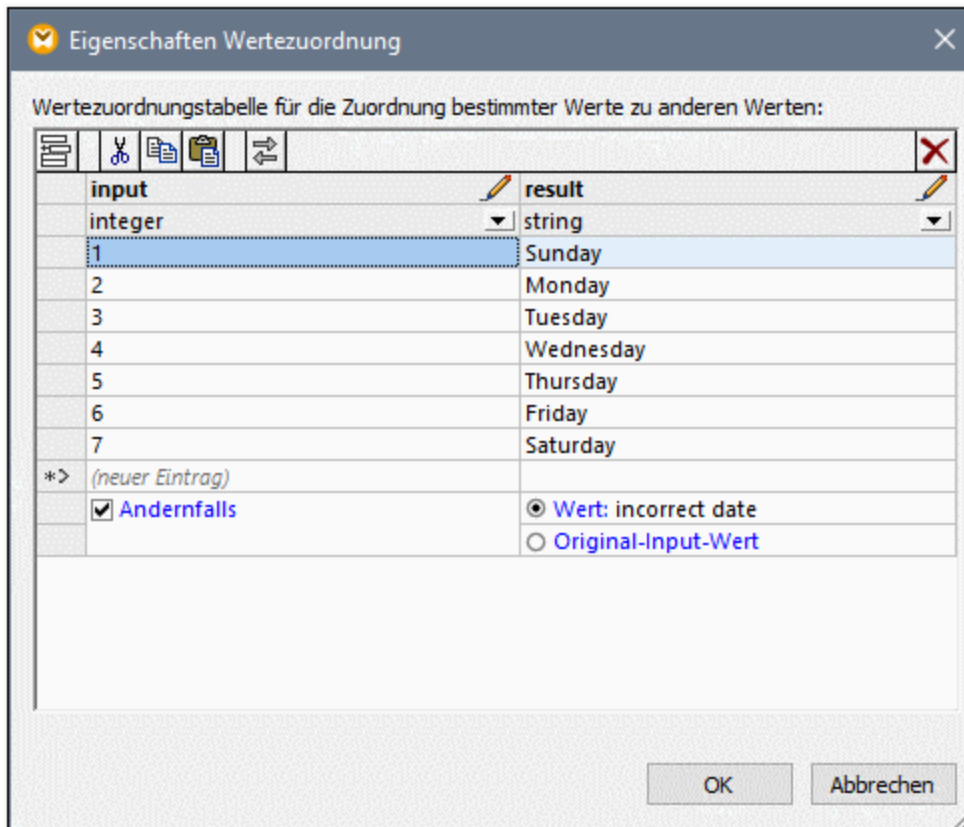 Eigenschaften Wertezuordnung
Wertezuordnungstabelle für die Zuordnung bestimmter Werte zu anderen Werten:
input result
integer string
1 Sunday
2 Monday
3 Tuesday
4 Wednesday
5 Thursday
6 Friday
7 Saturday
(neuer Eintrag)
Andernfalls Wert: incorrect date
Original-Input-Wert
OK Abbrechen